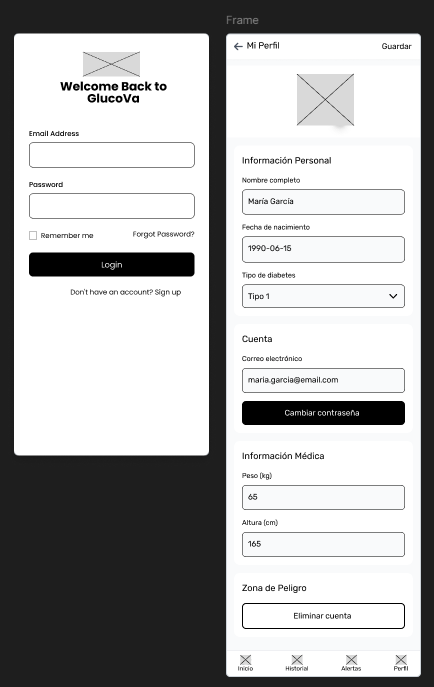 Frame
Welcome Back to
GlucoVa
Email Address
Password
Remember me
Forgot Password?
Login
Don't have an account? Sign up
Mi Perfil
Guardar
Información Personal
Nombre completo
María García
Fecha de nacimiento
1990-06-15
Tipo de diabetes
Tipo 1
Cuenta
Correo electrónico
maria.garcia@email.com
Cambiar contraseña
Información Médica
Peso (kg)
65
Altura (cm)
165
Zona de Peligro
Eliminar cuenta
Inicio
Historial
Alertas
Perfil